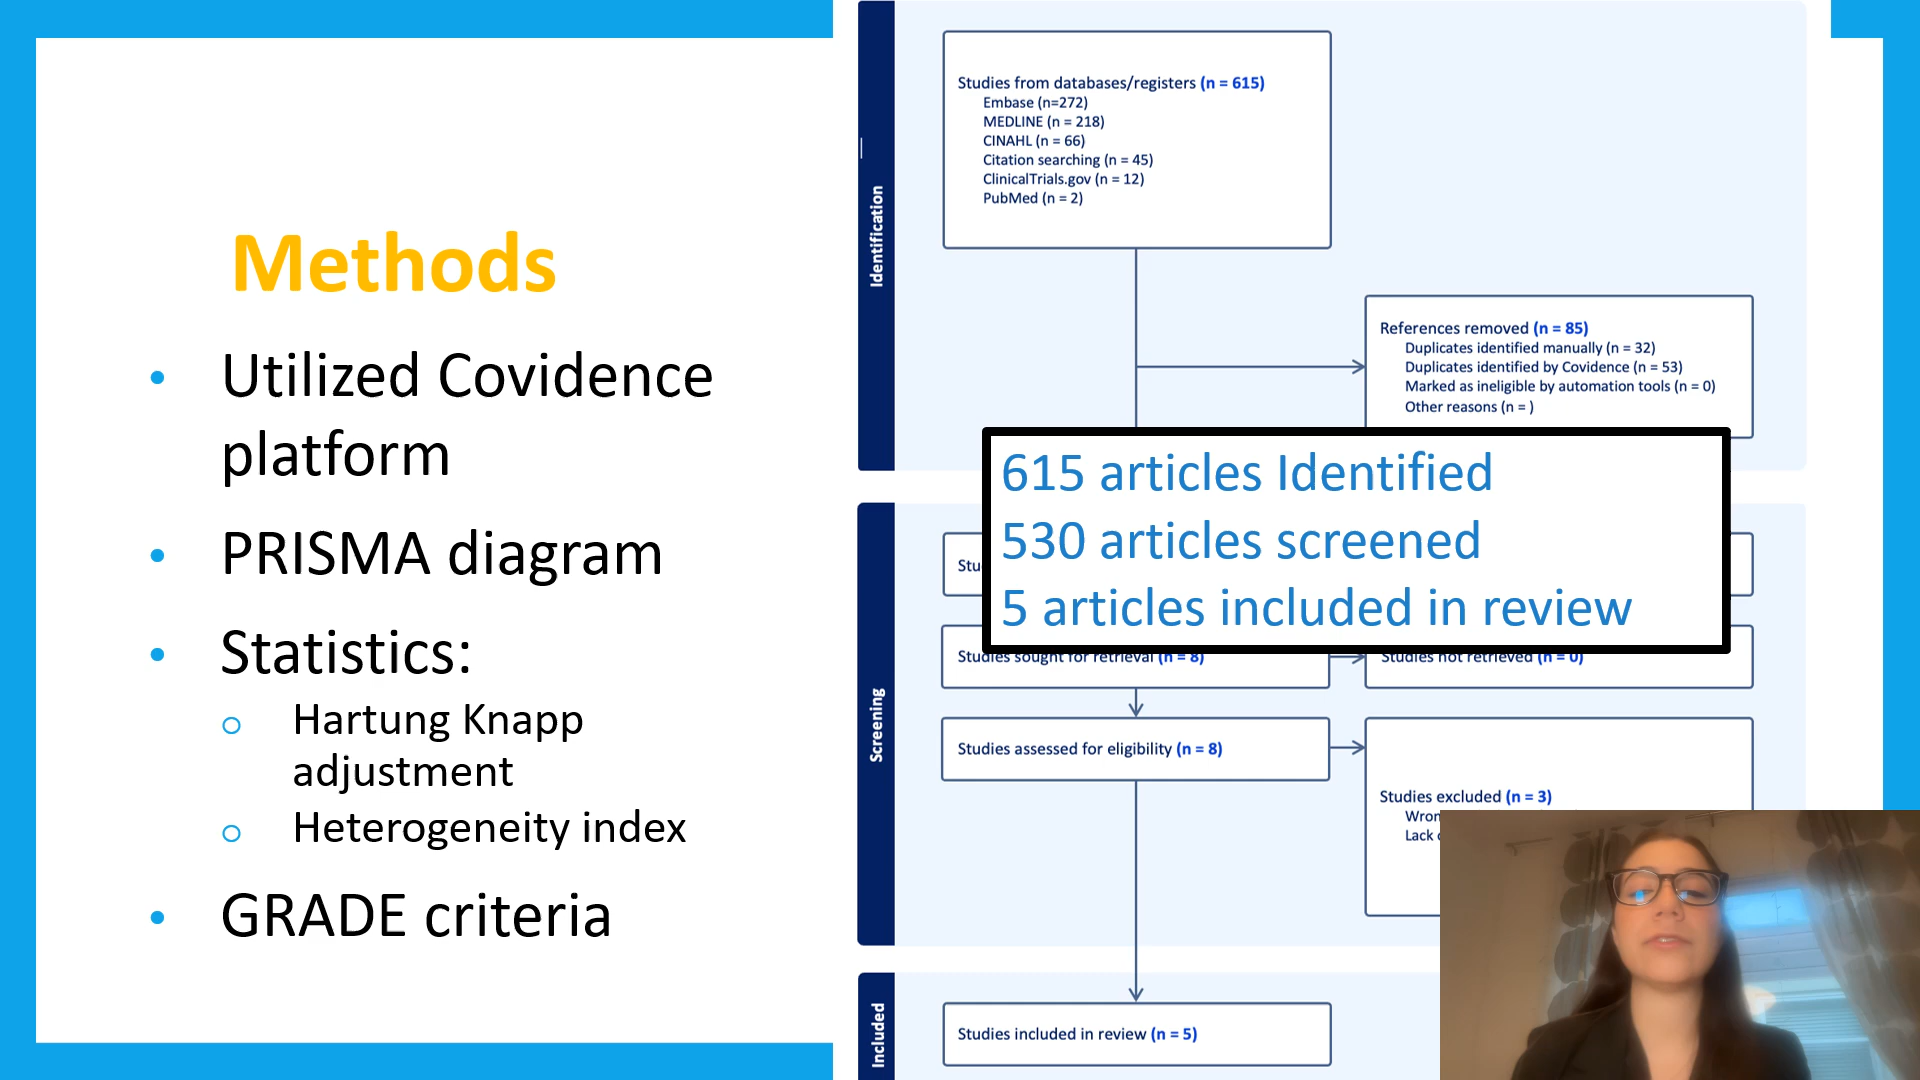 Methods
• Utilized Covidence
platform
• PRISMA diagram
• Statistics:
o Hartung Knapp
adjustment
o Heterogeneity index
• GRADE criteria
Identification
Studies from databases/registers (n = 615)
Embase (n=272)
MEDLINE (n = 218)
CINAHL (n = 66)
Citation searching (n = 45)
ClinicalTrials.gov (n = 12)
PubMed (n = 2)
References removed (n = 85)
Duplicates identified manually (n = 32)
Duplicates identified by Covidence (n = 53)
Marked as ineligible by automation tools (n = 0)
Other reasons (n = )
615 articles Identified
530 articles screened
5 articles included in review
Screening
Studies sought for retrieval (n = 8)
Studies not retrieved (n = 0)
Studies assessed for eligibility (n = 8)
Studies excluded (n = 3)
Included
Studies included in review (n = 5)